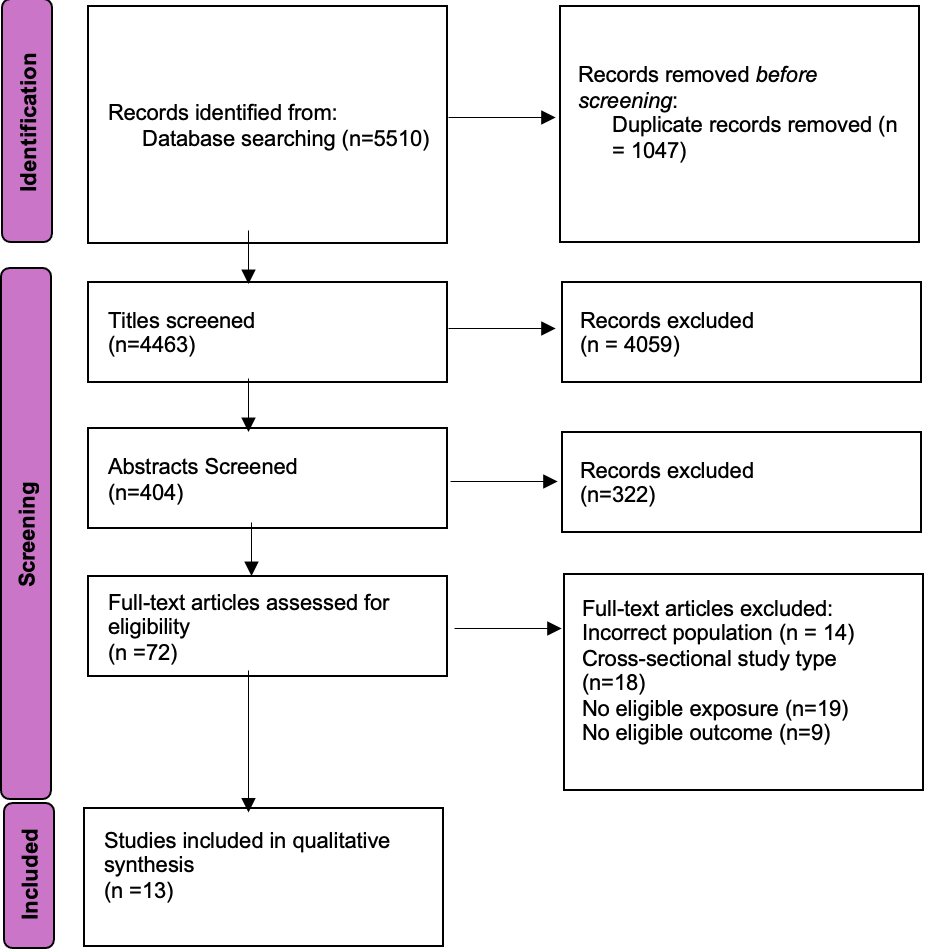 Identification
Records identified from:
Database searching (n=5510)
Records removed before
screening:
Duplicate records removed (n
= 1047)
Screening
Titles screened
(n=4463)
Records excluded
(n = 4059)
Abstracts Screened
(n=404)
Records excluded
(n=322)
Full-text articles assessed for
eligibility
(n =72)
Full-text articles excluded:
Incorrect population (n = 14)
Cross-sectional study type
(n=18)
No eligible exposure (n=19)
No eligible outcome (n=9)
Included
Studies included in qualitative
synthesis
(n =13)